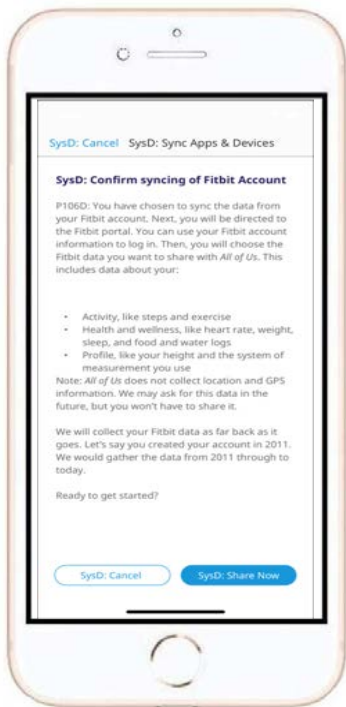 SysD: Cancel SysD: Sync Apps & Devices
SysD: Confirm syncing of Fitbit Account
P106D: You have chosen to sync the data from
your Fitbit account. Next, you will be directed to
the Fitbit portal. You can use your Fitbit account
information to log in. Then, you will choose the
Fitbit data you want to share with All of Us. This
includes data about your:
• Activity, like steps and exercise
• Health and wellness, like heart rate, weight,
sleep, and food and water logs
• Profile, like your height and the system of
measurement you use
Note: All of Us does not collect location and GPS
information. We may ask for this data in the
future, but you won't have to share it.
We will collect your Fitbit data as far back as it
goes. Let's say you created your account in 2011.
We would gather the data from 2011 through to
today.
Ready to get started?
SysD: Cancel SysD: Share Now